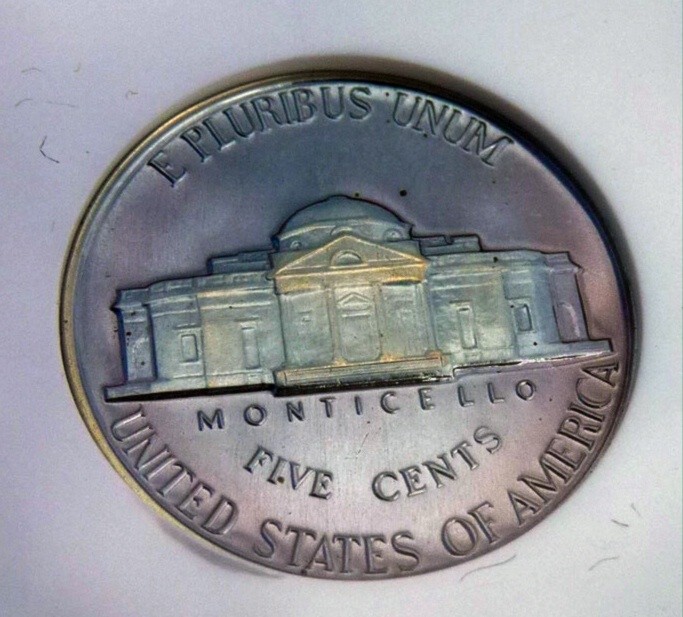 E PLURIBUS UNUM
MONTICELLO
FIVE CENTS
UNITED STATES OF AMERICA